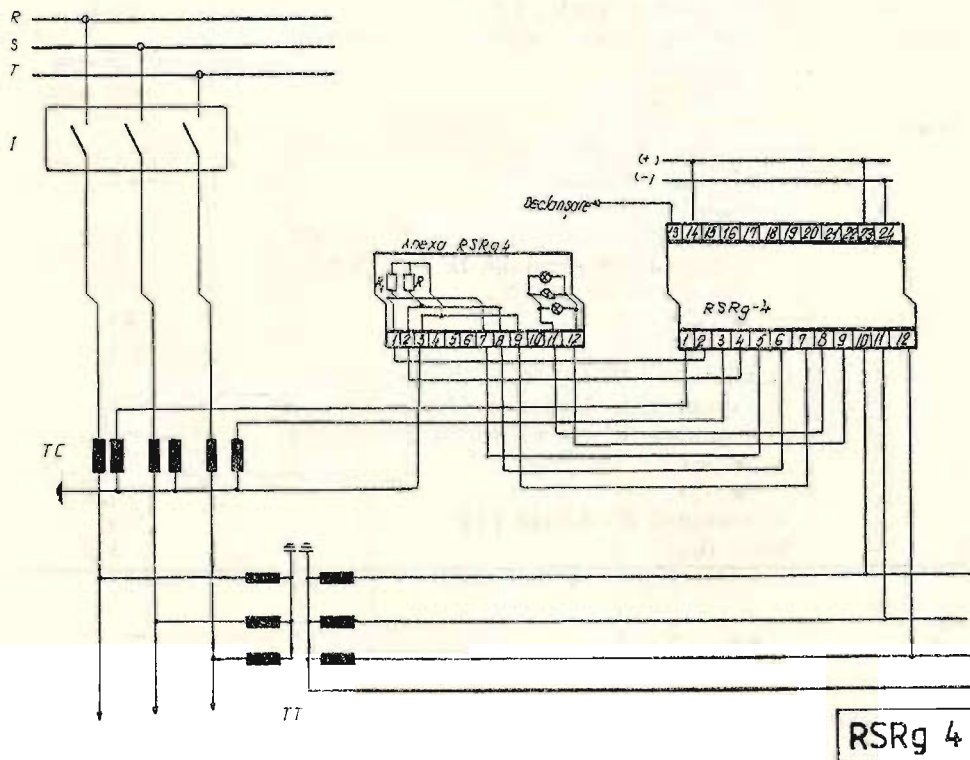 R
S
T
I
(+)
(-)
Declanşare
13 14 15 16 17 18 19 20 21 22 23 24
Anexa RSRg4
R
RSRg-4
1 2 3 4 5 6 7 8 9 10 11 12
1 2 3 4 5 6 7 8 9 10 11 12
TC
TT
RSRg 4